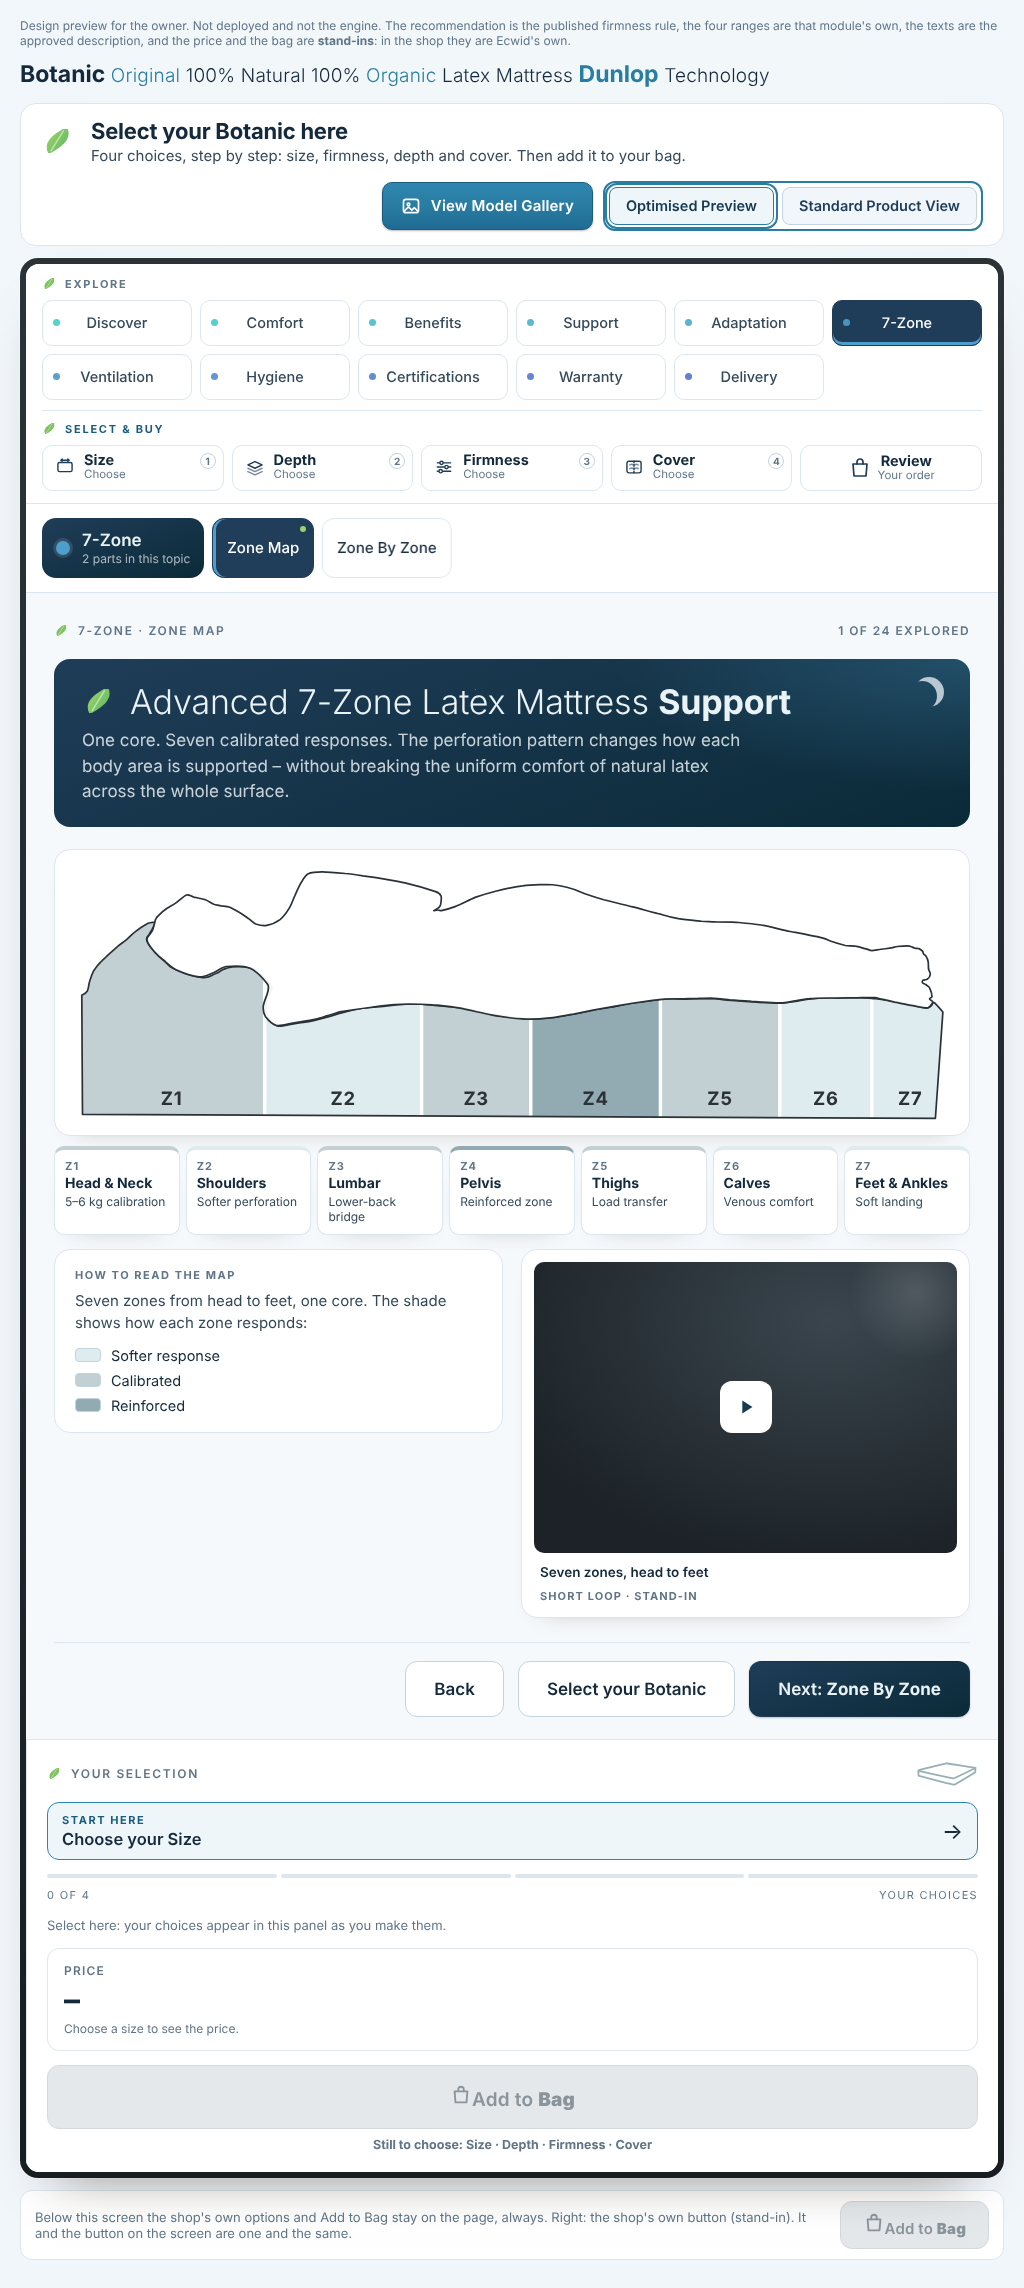 Design preview for the owner. Not deployed and not the engine. The recommendation is the published firmness rule, the four ranges are that module's own, the texts are the
approved description, and the price and the bag are stand-ins: in the shop they are Ecwid's own.
Botanic Original 100% Natural 100% Organic Latex Mattress Dunlop Technology
Select your Botanic here
Four choices, step by step: size, firmness, depth and cover. Then add it to your bag.
View Model Gallery
Optimised Preview
Standard Product View
EXPLORE
Discover
Comfort
Benefits
Support
Adaptation
7-Zone
Ventilation
Hygiene
Certifications
Warranty
Delivery
SELECT & BUY
Size
Choose
1
Depth
Choose
2
Firmness
Choose
3
Cover
Choose
4
Review
Your order
7-Zone
2 parts in this topic
Zone Map
Zone By Zone
7-ZONE · ZONE MAP
1 OF 24 EXPLORED
Advanced 7-Zone Latex Mattress Support
One core. Seven calibrated responses. The perforation pattern changes how each
body area is supported – without breaking the uniform comfort of natural latex
across the whole surface.
Z1
Z2
Z3
Z4
Z5
Z6
Z7
Z1
Head & Neck
5–6 kg calibration
Z2
Shoulders
Softer perforation
Z3
Lumbar
Lower-back
bridge
Z4
Pelvis
Reinforced zone
Z5
Thighs
Load transfer
Z6
Calves
Venous comfort
Z7
Feet & Ankles
Soft landing
HOW TO READ THE MAP
Seven zones from head to feet, one core. The shade
shows how each zone responds:
Softer response
Calibrated
Reinforced
Seven zones, head to feet
SHORT LOOP · STAND-IN
Back
Select your Botanic
Next: Zone By Zone
YOUR SELECTION
START HERE
Choose your Size
0 OF 4
YOUR CHOICES
Select here: your choices appear in this panel as you make them.
PRICE
–
Choose a size to see the price.
Add to Bag
Still to choose: Size · Depth · Firmness · Cover
Below this screen the shop's own options and Add to Bag stay on the page, always. Right: the shop's own button (stand-in). It
and the button on the screen are one and the same.
Add to Bag